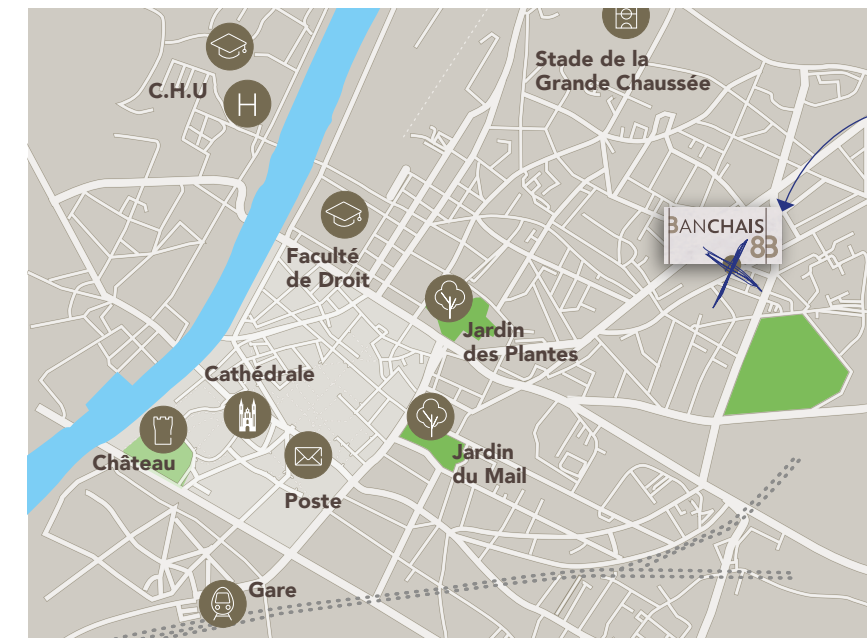 Stade de la
Grande Chaussée
C.H.U
H
BANCHAIS
83
Faculté
de Droit
Jardin
des Plantes
Cathédrale
Château
Jardin
du Mail
Poste
Gare